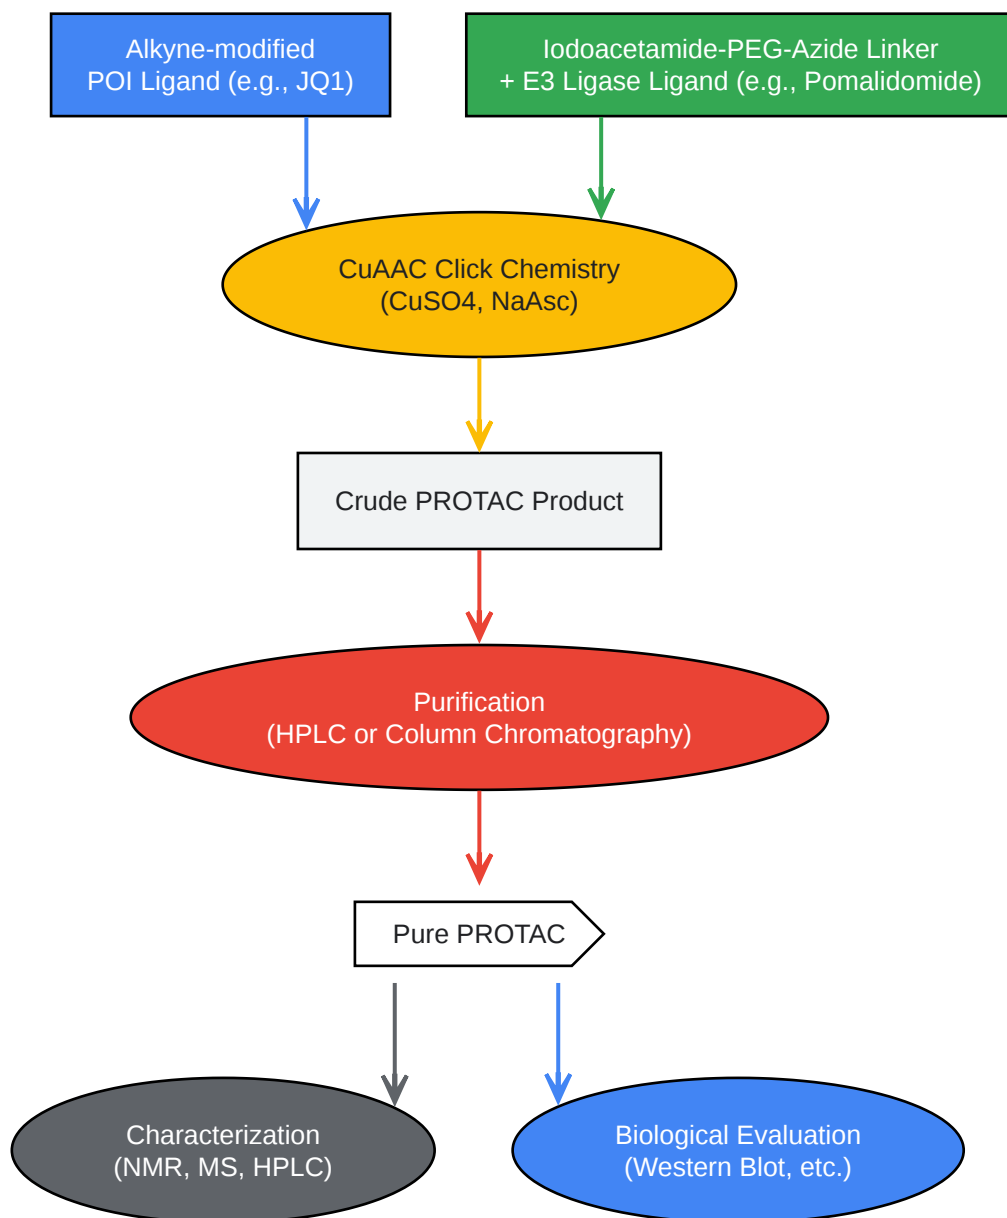 Alkyne-modified
POI Ligand (e.g., JQ1)
Iodoacetamide-PEG-Azide Linker
+ E3 Ligase Ligand (e.g., Pomalidomide)
CuAAC Click Chemistry
(CuSO4, NaAsc)
Crude PROTAC Product
Purification
(HPLC or Column Chromatography)
Pure PROTAC
Characterization
(NMR, MS, HPLC)
Biological Evaluation
(Western Blot, etc.)